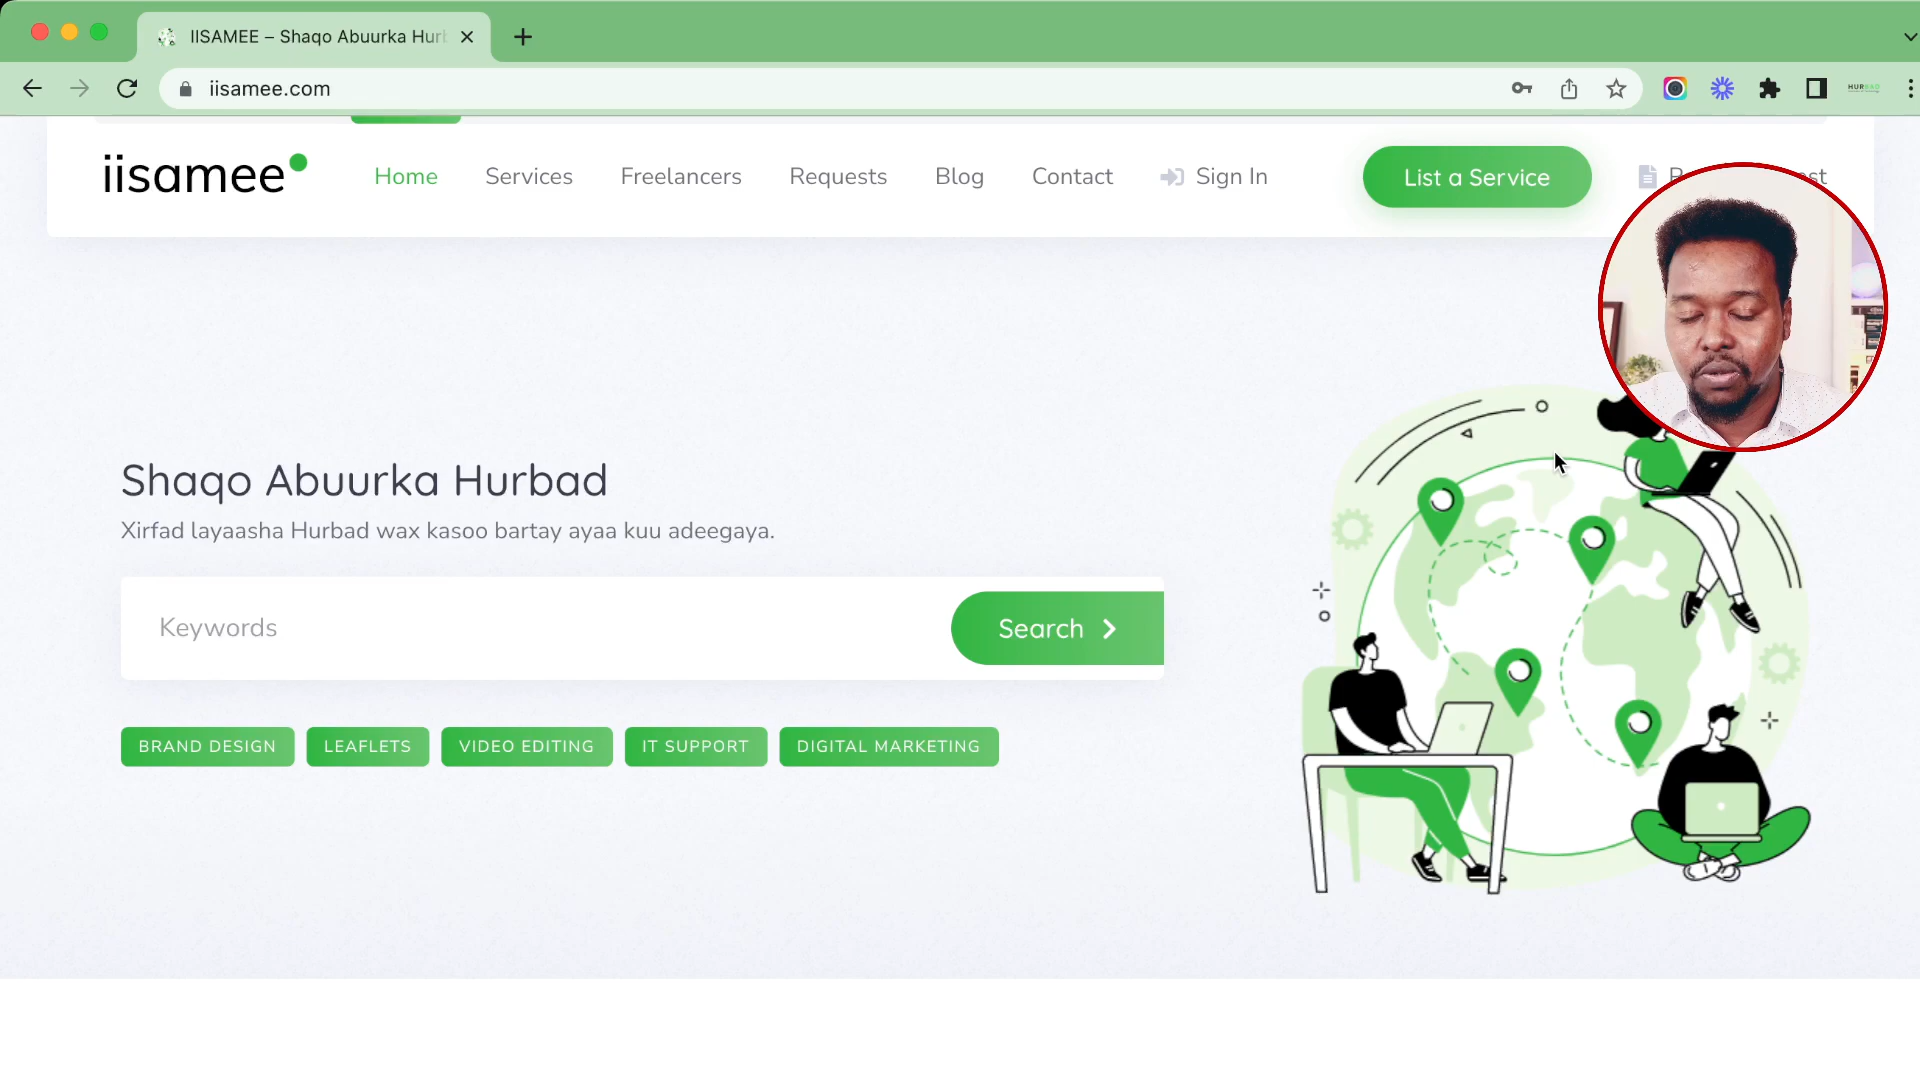 IISAMEE – Shaqo Abuurka Hurb
iisamee.com
HURBAD
iisamee
Home
Services
Freelancers
Requests
Blog
Contact
Sign In
List a Service
Shaqo Abuurka Hurbad
Xirfad layaasha Hurbad wax kasoo bartay ayaa kuu adeegaya.
Keywords
Search
BRAND DESIGN
LEAFLETS
VIDEO EDITING
IT SUPPORT
DIGITAL MARKETING